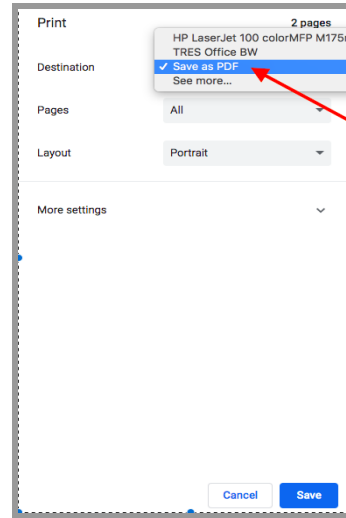 Print 2 pages
HP LaserJet 100 colorMFP M175
TRES Office BW
Destination ✓ Save as PDF
See more...
Pages All
Layout Portrait
More settings
Cancel Save